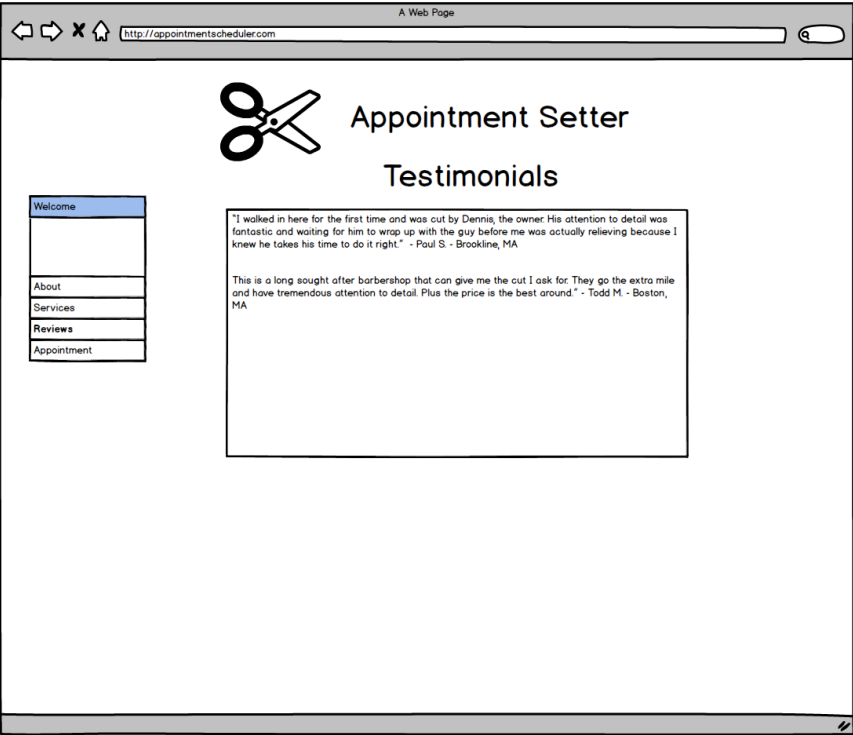 A Web Page
http://appointmentscheduler.com
Appointment Setter
Testimonials
Welcome
About
Services
Reviews
Appointment
"I walked in here for the first time and was cut by Dennis, the owner. His attention to detail was
fantastic and waiting for him to wrap up with the guy before me was actually relieving because I
knew he takes his time to do it right."  - Paul S. - Brookline, MA
This is a long sought after barbershop that can give me the cut I ask for. They go the extra mile
and have tremendous attention to detail. Plus the price is the best around." - Todd M. - Boston,
MA